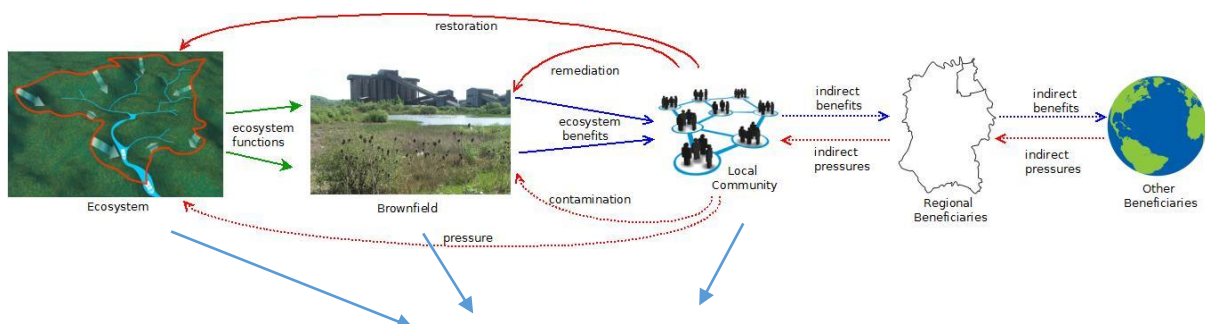 restoration
remediation
ecosystem
functions
ecosystem
benefits
indirect
benefits
indirect
pressures
indirect
benefits
indirect
pressures
Local
Community
contamination
pressure
Ecosystem
Brownfield
Regional
Beneficiaries
Other
Beneficiaries